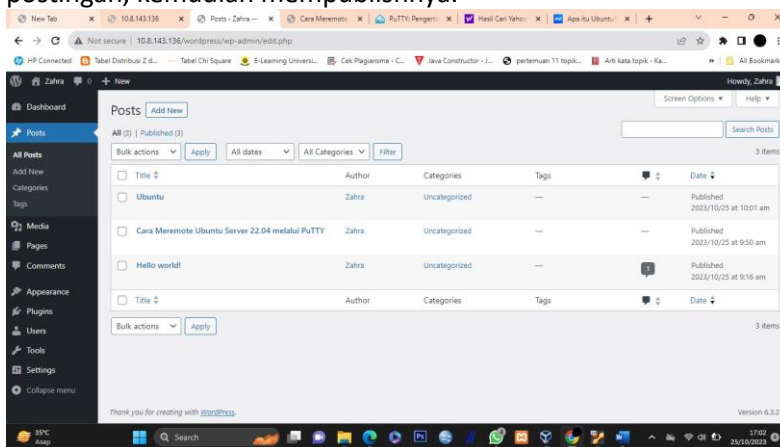 postingan, kemudian mempublishnya.
New Tab
10.8.143.136
Posts ‹ Zahra —
Cara Meremote
PuTTY: Pengerti
Hasil Cari Yahoo
Apa itu Ubuntu
Not secure | 10.8.143.136/wordpress/wp-admin/edit.php
HP Connected Tabel Distribusi Z d... Tabel Chi Square E-Learning Universi... Cek Plagiarisme - C... Java Constructor - J... pertemuan 11 topik... Arti kata topik - Ka... » All Bookmark
Zahra 0 + New Howdy, Zahra
Screen Options Help
Dashboard
Posts
All Posts
Add New
Categories
Tags
Media
Pages
Comments
Appearance
Plugins
Users
Tools
Settings
Collapse menu
Posts Add New
All (3) | Published (3)
Search Posts
Bulk actions Apply All dates All Categories Filter 3 items
Title Author Categories Tags Date
Ubuntu Zahra Uncategorized — — Published
2023/10/25 at 10:01 am
Cara Meremote Ubuntu Server 22.04 melalui PuTTY Zahra Uncategorized — — Published
2023/10/25 at 9:50 am
Hello world! Zahra Uncategorized — 1 Published
2023/10/25 at 9:16 am
Title Author Categories Tags Date
Bulk actions Apply 3 items
Thank you for creating with WordPress. Version 6.3.2
35°C
Asap
Search
17:02
25/10/2023